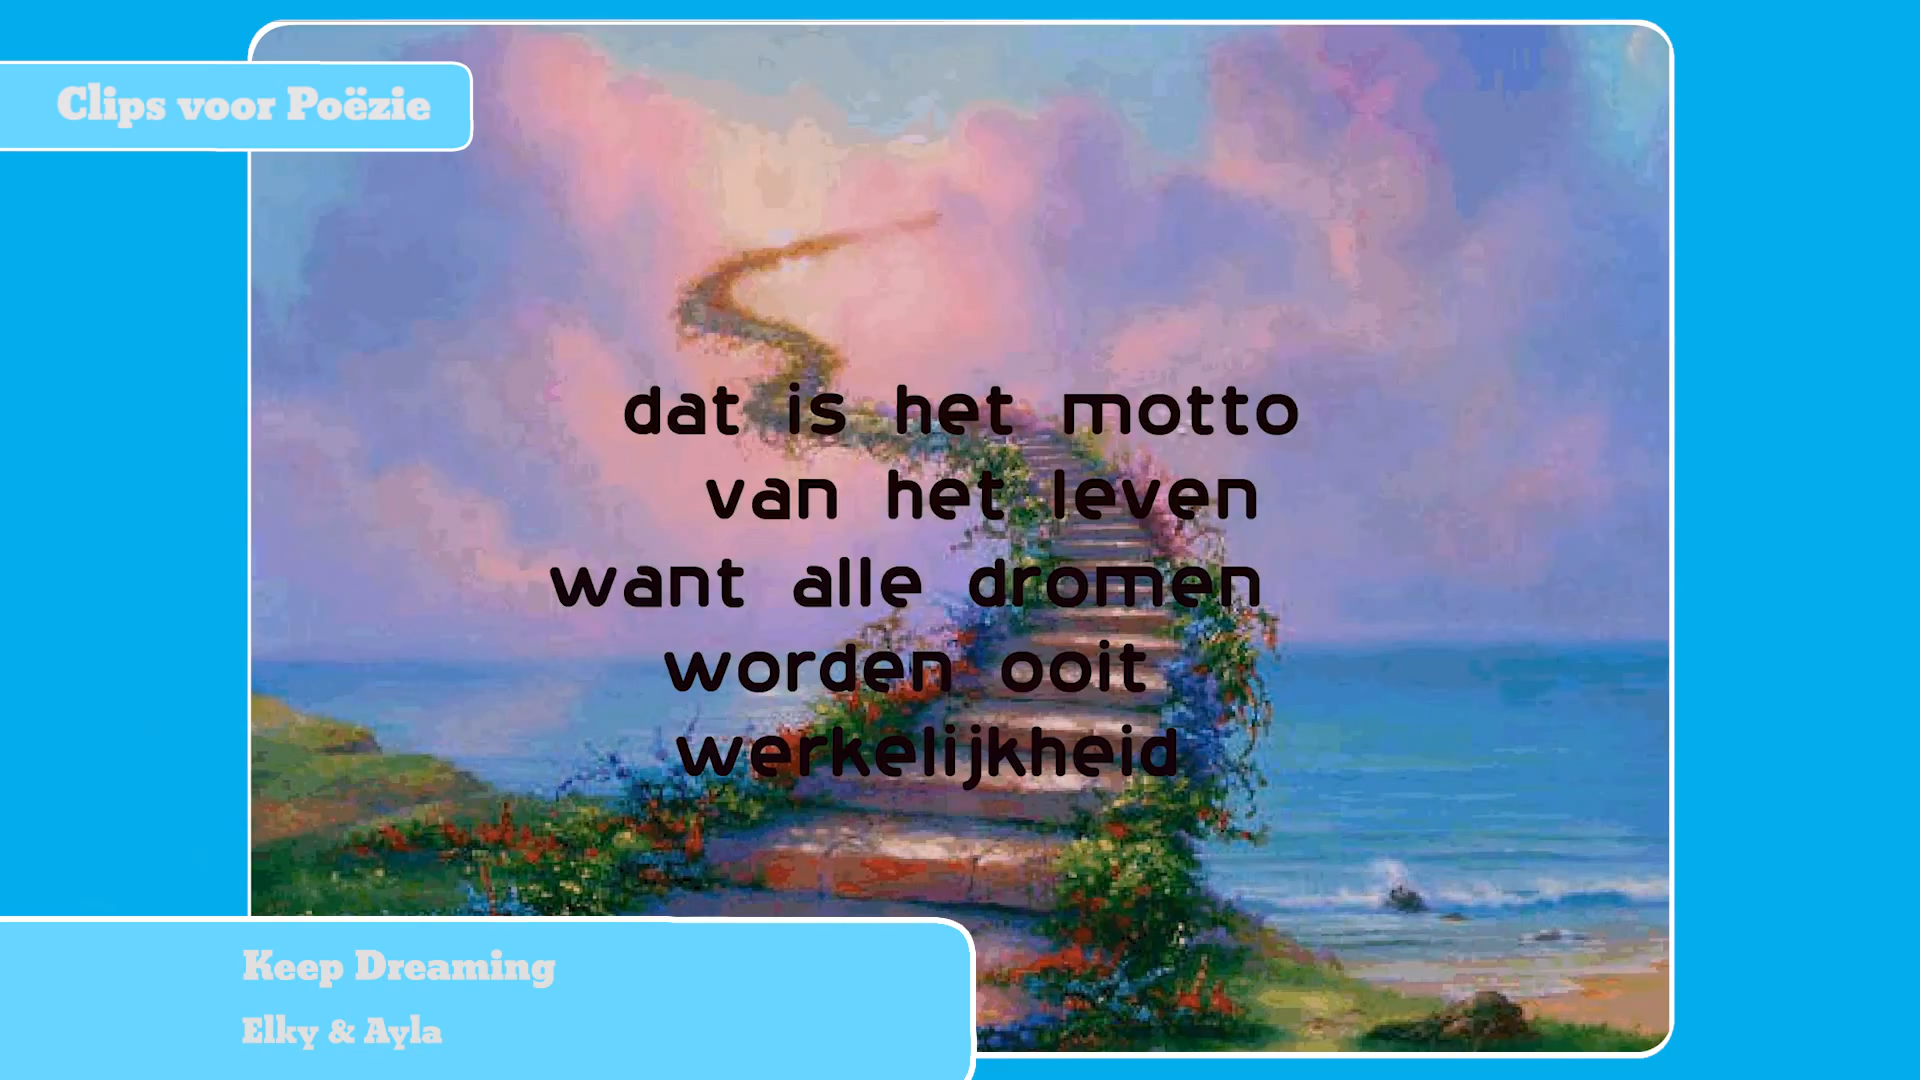 Clips voor Poëzie
dat is het motto
van het leven
want alle dromen
worden ooit
werkelijkheid
Keep Dreaming
Elky & Ayla